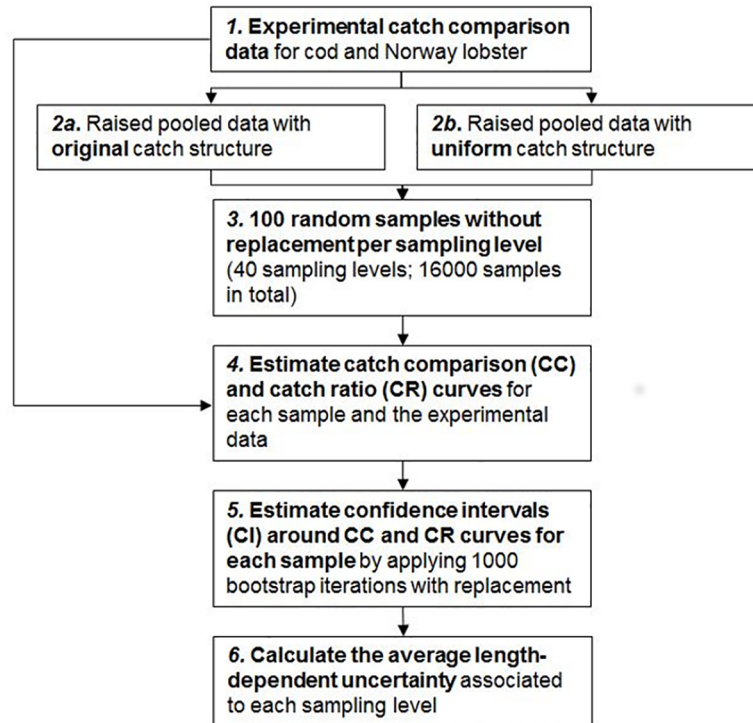 1. Experimental catch comparison
data for cod and Norway lobster
2a. Raised pooled data with
original catch structure
2b. Raised pooled data with
uniform catch structure
3. 100 random samples without
replacement per sampling level
(40 sampling levels; 16000 samples
in total)
4. Estimate catch comparison (CC)
and catch ratio (CR) curves for
each sample and the experimental
data
5. Estimate confidence intervals
(CI) around CC and CR curves for
each sample by applying 1000
bootstrap iterations with replacement
6. Calculate the average length-
dependent uncertainty associated
to each sampling level